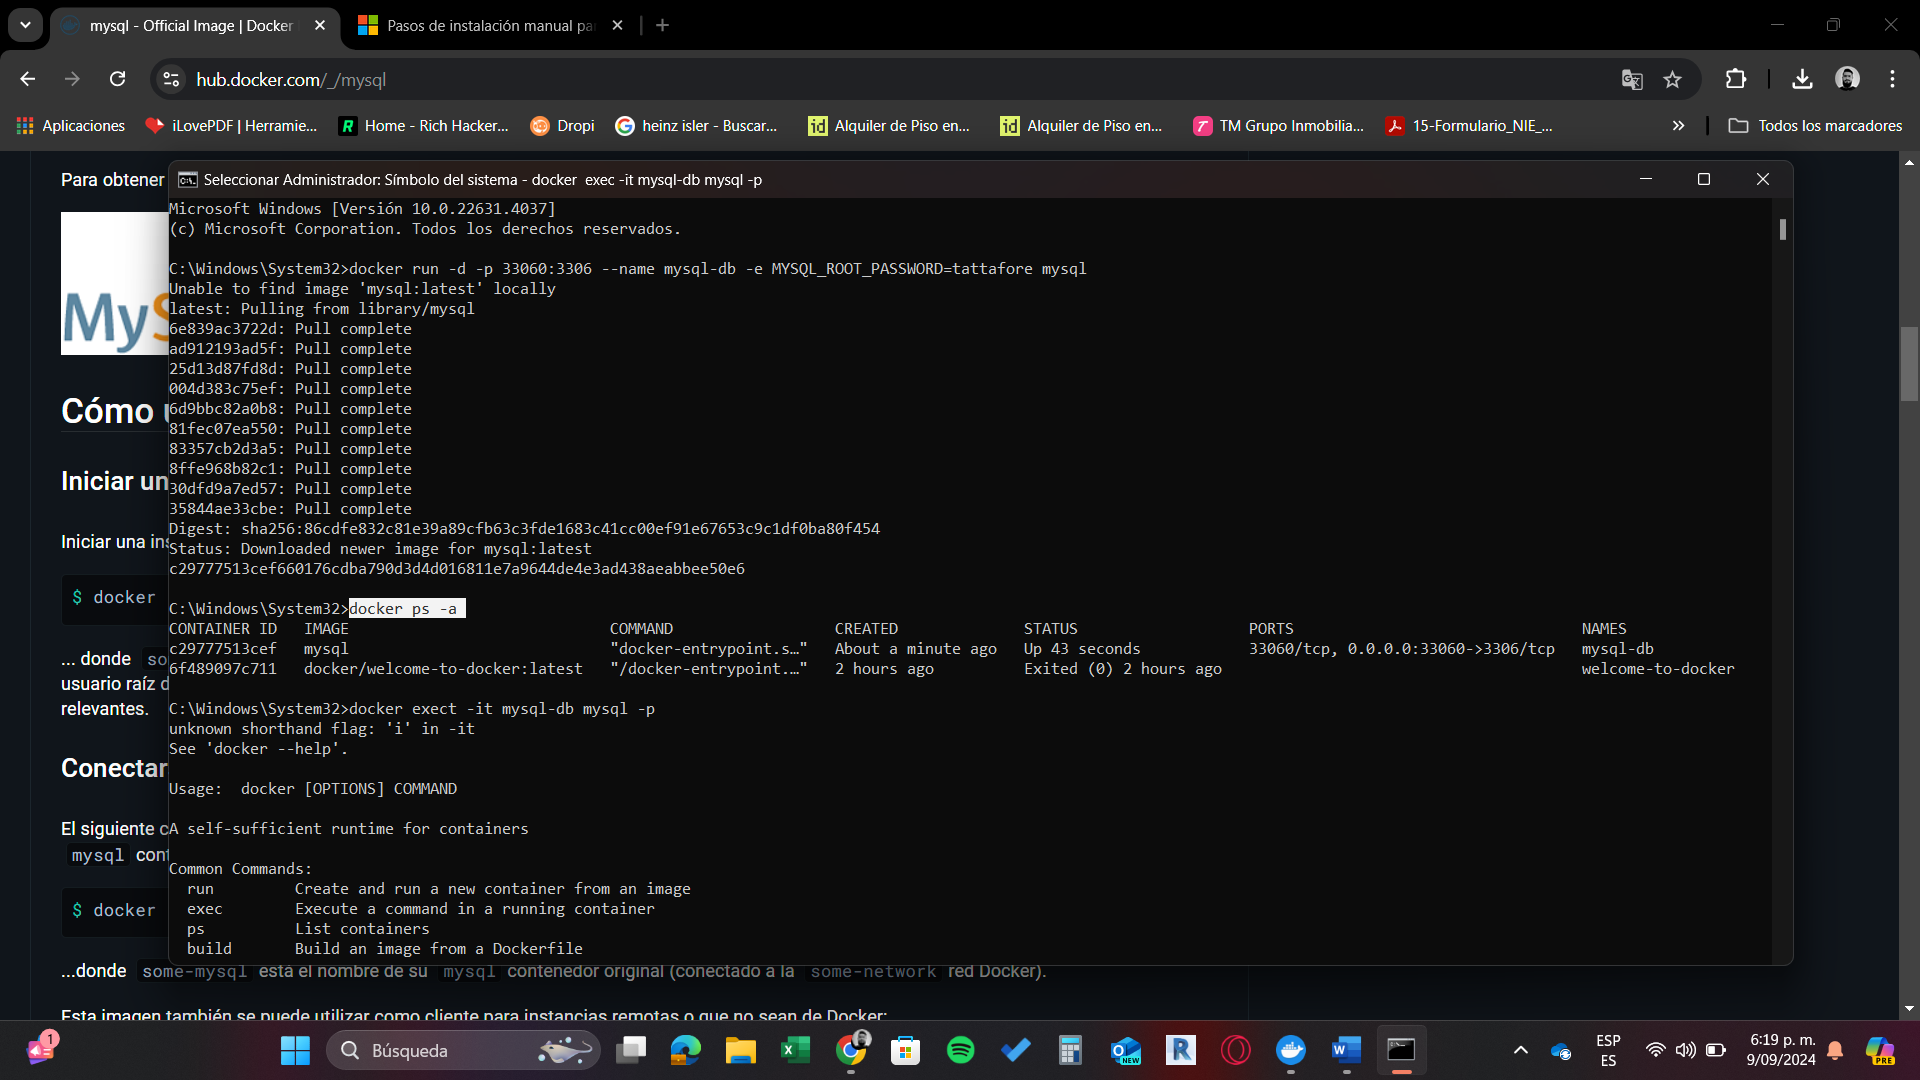 mysql - Official Image | Docker
Pasos de instalación manual pa
hub.docker.com/_/mysql
Aplicaciones
iLovePDF | Herramie...
Home - Rich Hacker...
Dropi
heinz isler - Buscar...
Alquiler de Piso en...
Alquiler de Piso en...
TM Grupo Inmobilia...
15-Formulario_NIE_...
Todos los marcadores
Para obtener
Seleccionar Administrador: Símbolo del sistema - docker  exec -it mysql-db mysql -p
Microsoft Windows [Versión 10.0.22631.4037]
(c) Microsoft Corporation. Todos los derechos reservados.
C:\Windows\System32>docker run -d -p 33060:3306 --name mysql-db -e MYSQL_ROOT_PASSWORD=tattafore mysql
Unable to find image 'mysql:latest' locally
latest: Pulling from library/mysql
6e839ac3722d: Pull complete
ad912193ad5f: Pull complete
25d13d87fd8d: Pull complete
004d383c75ef: Pull complete
6d9bbc82a0b8: Pull complete
81fec07ea550: Pull complete
83357cb2d3a5: Pull complete
8ffe968b82c1: Pull complete
30dfd9a7ed57: Pull complete
35844ae33cbe: Pull complete
Digest: sha256:86cdfe832c81e39a89cfb63c3fde1683c41cc00ef91e67653c9c1df0ba80f454
Status: Downloaded newer image for mysql:latest
c29777513cef660176cdba790d3d4d016811e7a9644de4e3ad438aeabbee50e6
C:\Windows\System32>docker ps -a
CONTAINER ID   IMAGE   COMMAND   CREATED   STATUS   PORTS   NAMES
c29777513cef   mysql   "docker-entrypoint.s…"   About a minute ago   Up 43 seconds   33060/tcp, 0.0.0.0:33060->3306/tcp   mysql-db
6f489097c711   docker/welcome-to-docker:latest   "/docker-entrypoint.…"   2 hours ago   Exited (0) 2 hours ago   welcome-to-docker
C:\Windows\System32>docker exect -it mysql-db mysql -p
unknown shorthand flag: 'i' in -it
See 'docker --help'.
Usage:  docker [OPTIONS] COMMAND
A self-sufficient runtime for containers
Common Commands:
run         Create and run a new container from an image
exec        Execute a command in a running container
ps          List containers
build       Build an image from a Dockerfile
MyS
Cómo u
Iniciar un
Iniciar una ins
$ docker
... donde so
usuario raíz d
relevantes.
Conectar
El siguiente c
mysql cont
$ docker
...donde some-mysql está el nombre de su mysql contenedor original (conectado a la some-network red Docker).
Esta imagen también se puede utilizar como cliente para instancias remotas o que no sean de Docker:
1
Búsqueda
NEW
ESP
ES
6:19 p. m.
9/09/2024
PRE